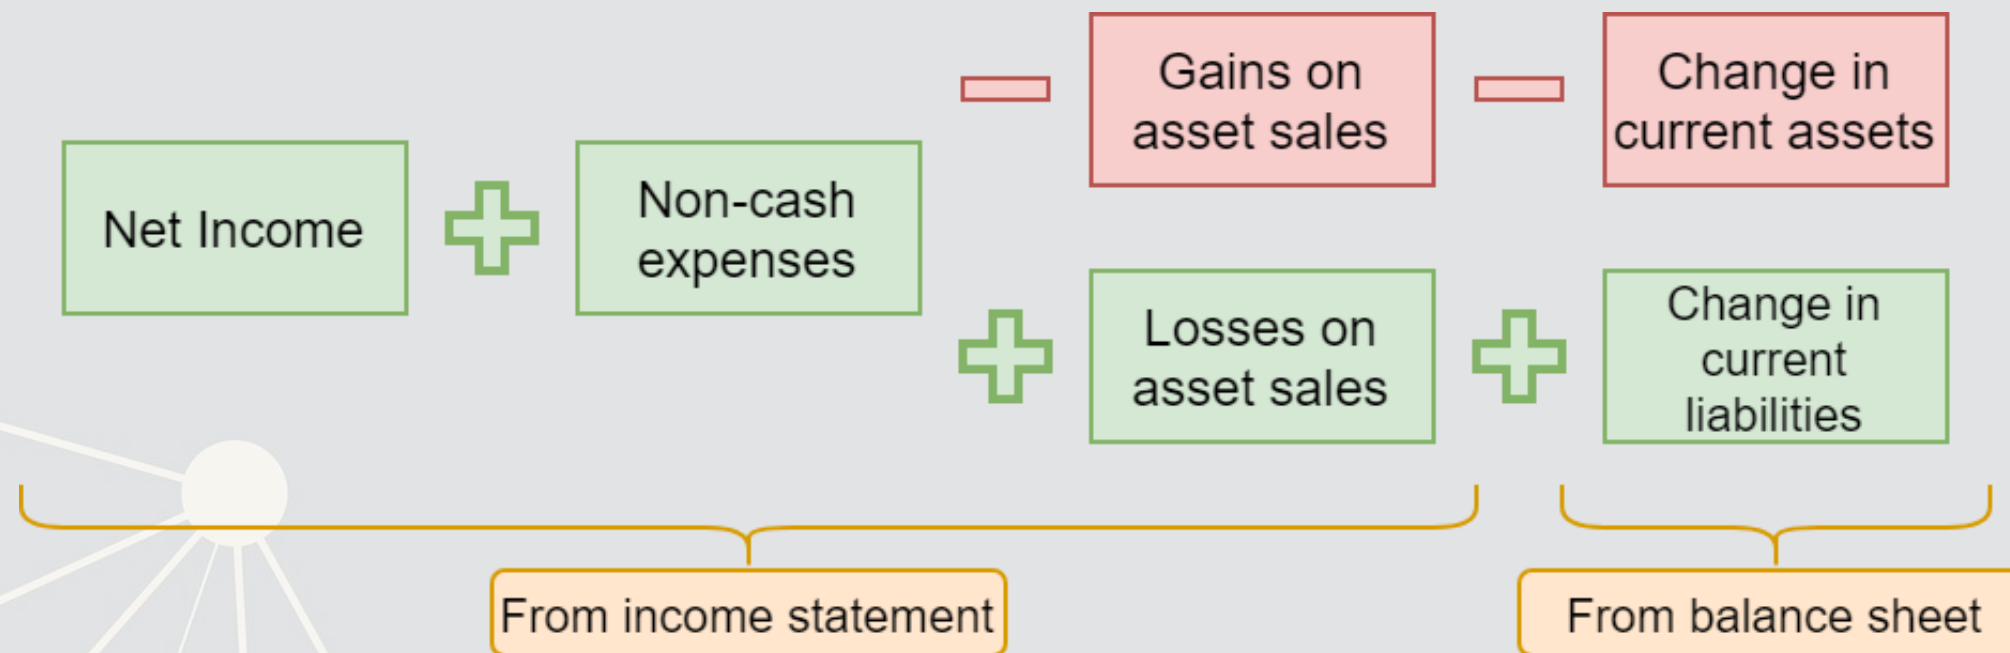 Net Income
Non-cash
expenses
Gains on
asset sales
Change in
current assets
Losses on
asset sales
Change in
current
liabilities
From income statement
From balance sheet